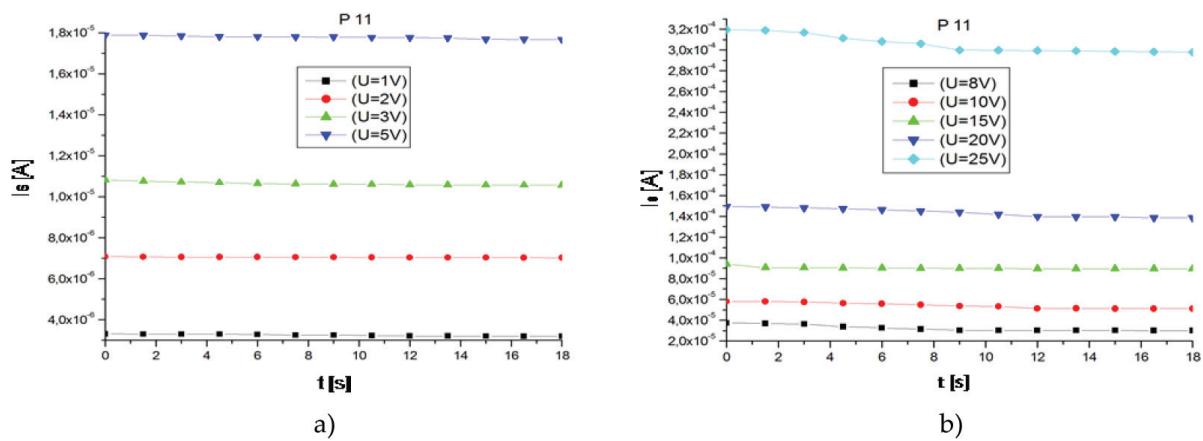 P 11
1,8x10⁻⁵
1,6x10⁻⁵
1,2x10⁻⁵
1,0x10⁻⁵
8,0x10⁻⁶
6,0x10⁻⁶
4,0x10⁻⁶
Is [A]
(U=1V)
(U=2V)
(U=3V)
(U=5V)
0 2 4 6 8 10 12 14 16 18
t [s]
a)
P 11
3,2x10⁻⁴
3,0x10⁻⁴
2,8x10⁻⁴
2,6x10⁻⁴
2,4x10⁻⁴
2,2x10⁻⁴
2,0x10⁻⁴
1,8x10⁻⁴
1,6x10⁻⁴
1,4x10⁻⁴
1,2x10⁻⁴
1,0x10⁻⁴
8,0x10⁻⁵
6,0x10⁻⁵
4,0x10⁻⁵
2,0x10⁻⁵
Is [A]
(U=8V)
(U=10V)
(U=15V)
(U=20V)
(U=25V)
0 2 4 6 8 10 12 14 16 18
t [s]
b)